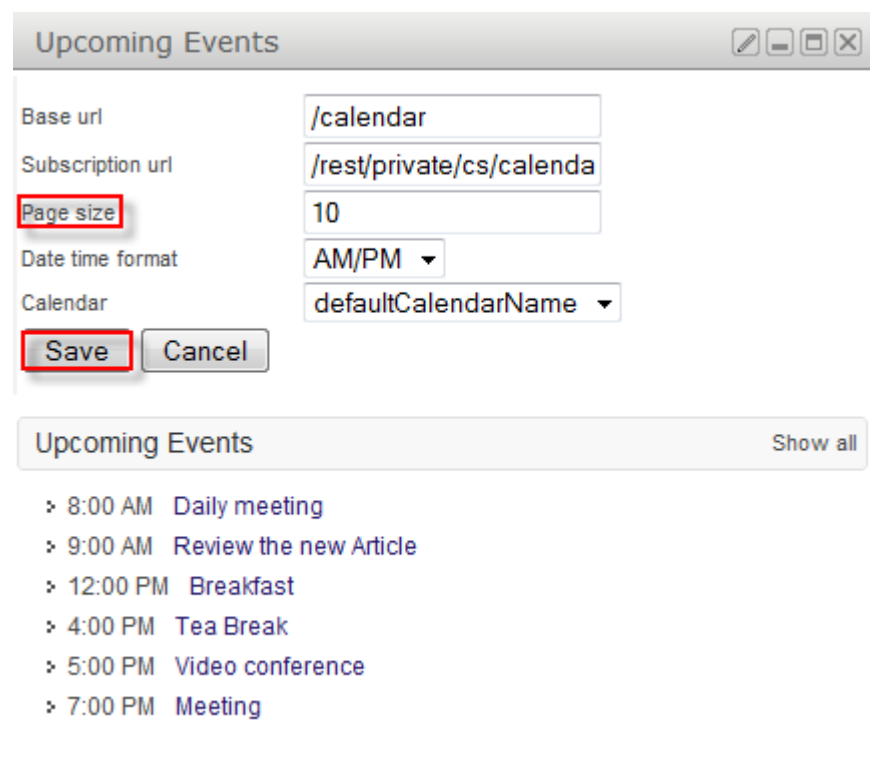 Upcoming Events
Base url /calendar
Subscription url /rest/private/cs/calenda
Page size 10
Date time format AM/PM
Calendar defaultCalendarName
Save Cancel
Upcoming Events Show all
8:00 AM Daily meeting
9:00 AM Review the new Article
12:00 PM Breakfast
4:00 PM Tea Break
5:00 PM Video conference
7:00 PM Meeting